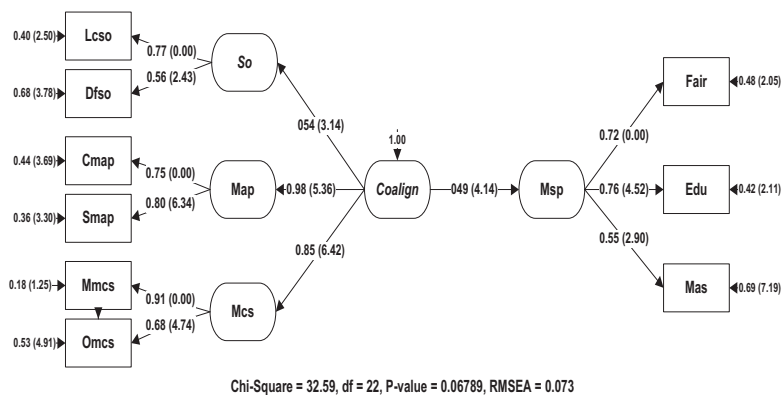 0.40 (2.50) Lcso 0.77 (0.00)
So
0.56 (2.43)
0.68 (3.78) Dfso
054 (3.14)
0.44 (3.69) Cmap 0.75 (0.00)
Map 0.98 (5.36)
0.80 (6.34)
0.36 (3.30) Smap
0.85 (6.42)
0.18 (1.25) Mmcs 0.91 (0.00)
Mcs
0.68 (4.74)
0.53 (4.91) Omcs
1.00
Coalign 049 (4.14) Msp
Fair 0.48 (2.05)
0.72 (0.00)
0.76 (4.52) Edu 0.42 (2.11)
0.55 (2.90)
Mas 0.69 (7.19)
Chi-Square = 32.59, df = 22, P-value = 0.06789, RMSEA = 0.073